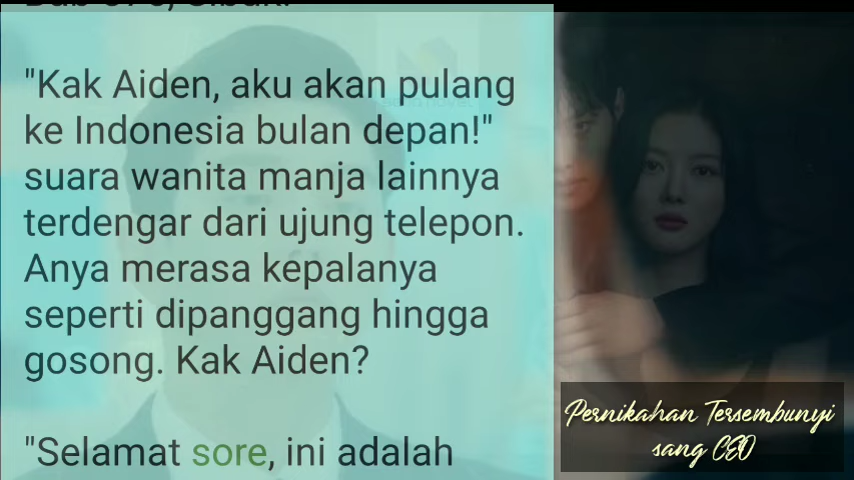 "Kak Aiden, aku akan pulang
ke Indonesia bulan depan!"
suara wanita manja lainnya
terdengar dari ujung telepon.
Anya merasa kepalanya
seperti dipanggang hingga
gosong. Kak Aiden?
"Selamat sore, ini adalah
Pernikahan Tersembunyi
sang CEO